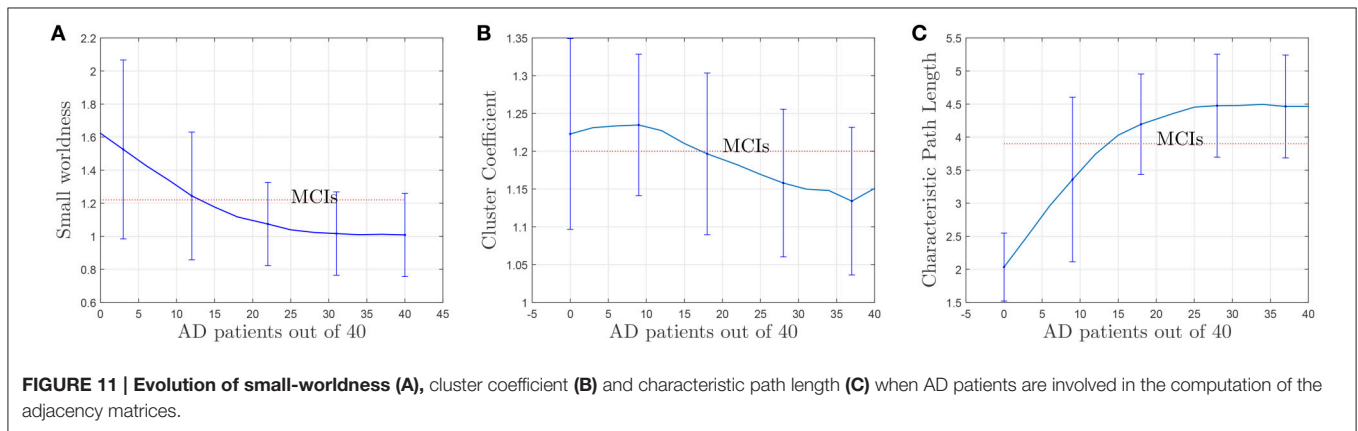 A
2.2
2
1.8
1.6
1.4
1.2
1
0.8
0.6
Small worldness
MCIs
0 5 10 15 20 25 30 35 40 45
AD patients out of 40
B
1.35
1.3
1.25
1.2
1.15
1.1
1.05
1
Cluster Coefficient
MCIs
-5 0 5 10 15 20 25 30 35 40
AD patients out of 40
C
5.5
5
4.5
4
3.5
3
2.5
2
1.5
Characteristic Path Length
MCIs
-5 0 5 10 15 20 25 30 35 40
AD patients out of 40
FIGURE 11 | Evolution of small-worldness (A), cluster coefficient (B) and characteristic path length (C) when AD patients are involved in the computation of the
adjacency matrices.